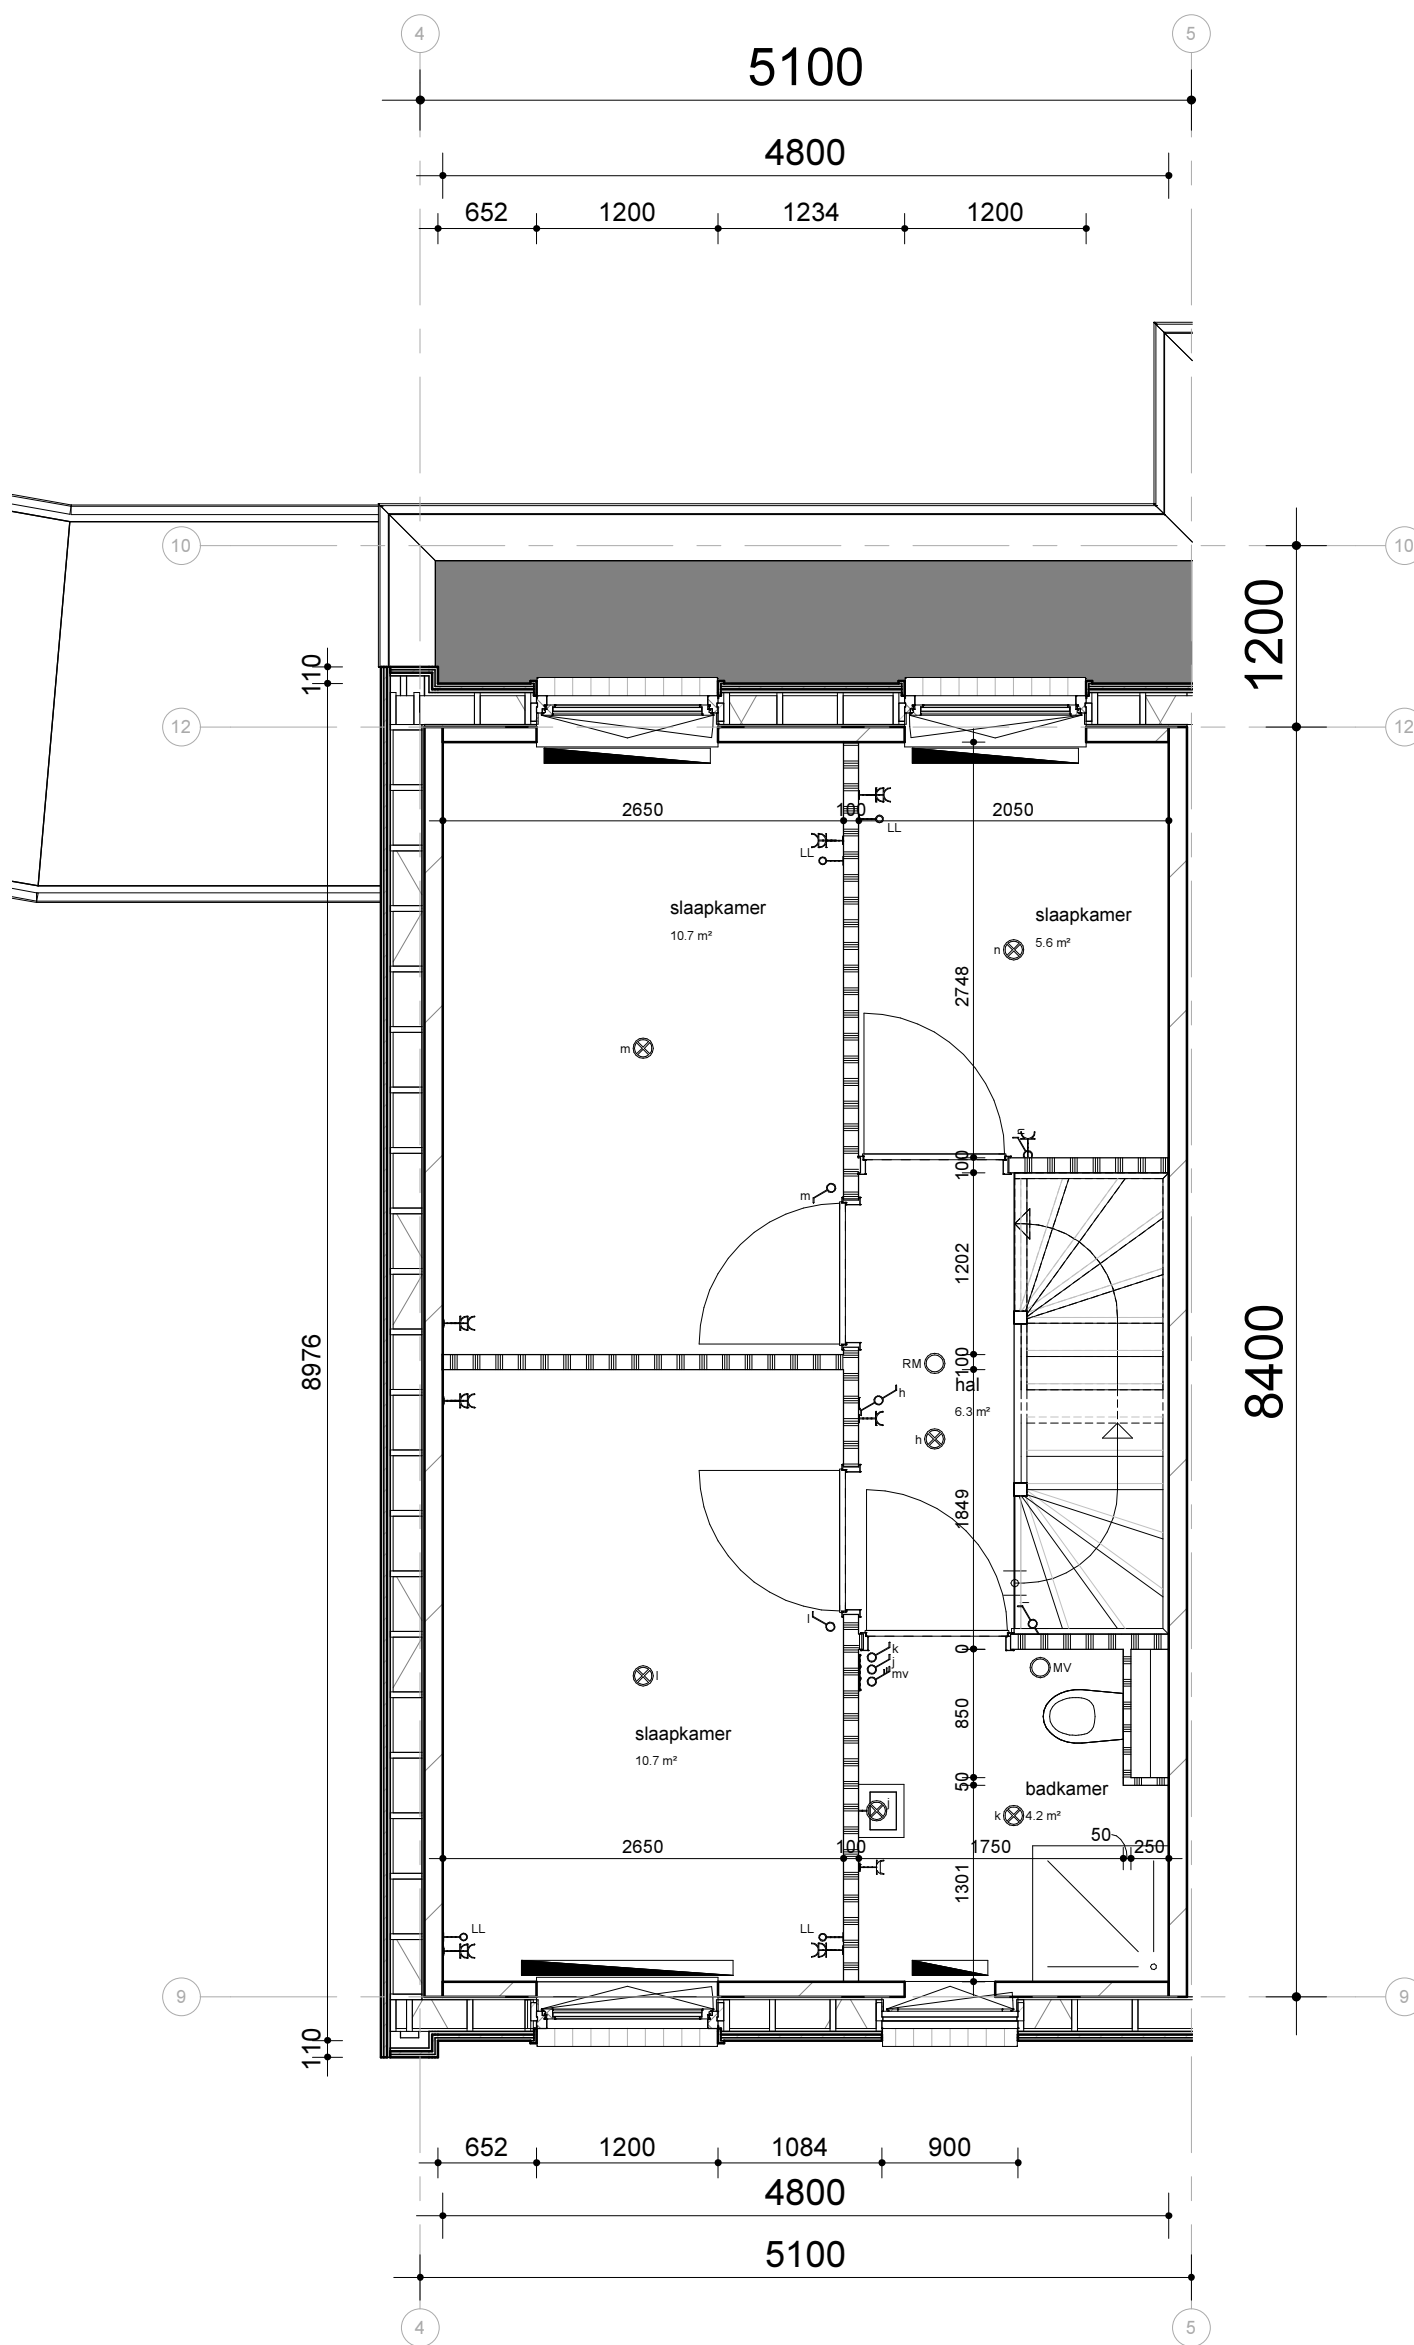 4 5
5100
4800
652 1200 1234 1200
10 10
1200
110
12 12
2650 100 2050
LL
LL
slaapkamer
10.7 m²
slaapkamer
5.6 m²
n
2748
m
n
100
m
1202
8976
8400
RM
100
hal
6.3 m²
h
h
1849
l
l
k
j
mv
0
MV
l
850
slaapkamer
10.7 m²
50
badkamer
k 4.2 m²
j
2650 100 1750 50 250
1301
LL LL
9 9
110
652 1200 1084 900
4800
5100
4 5